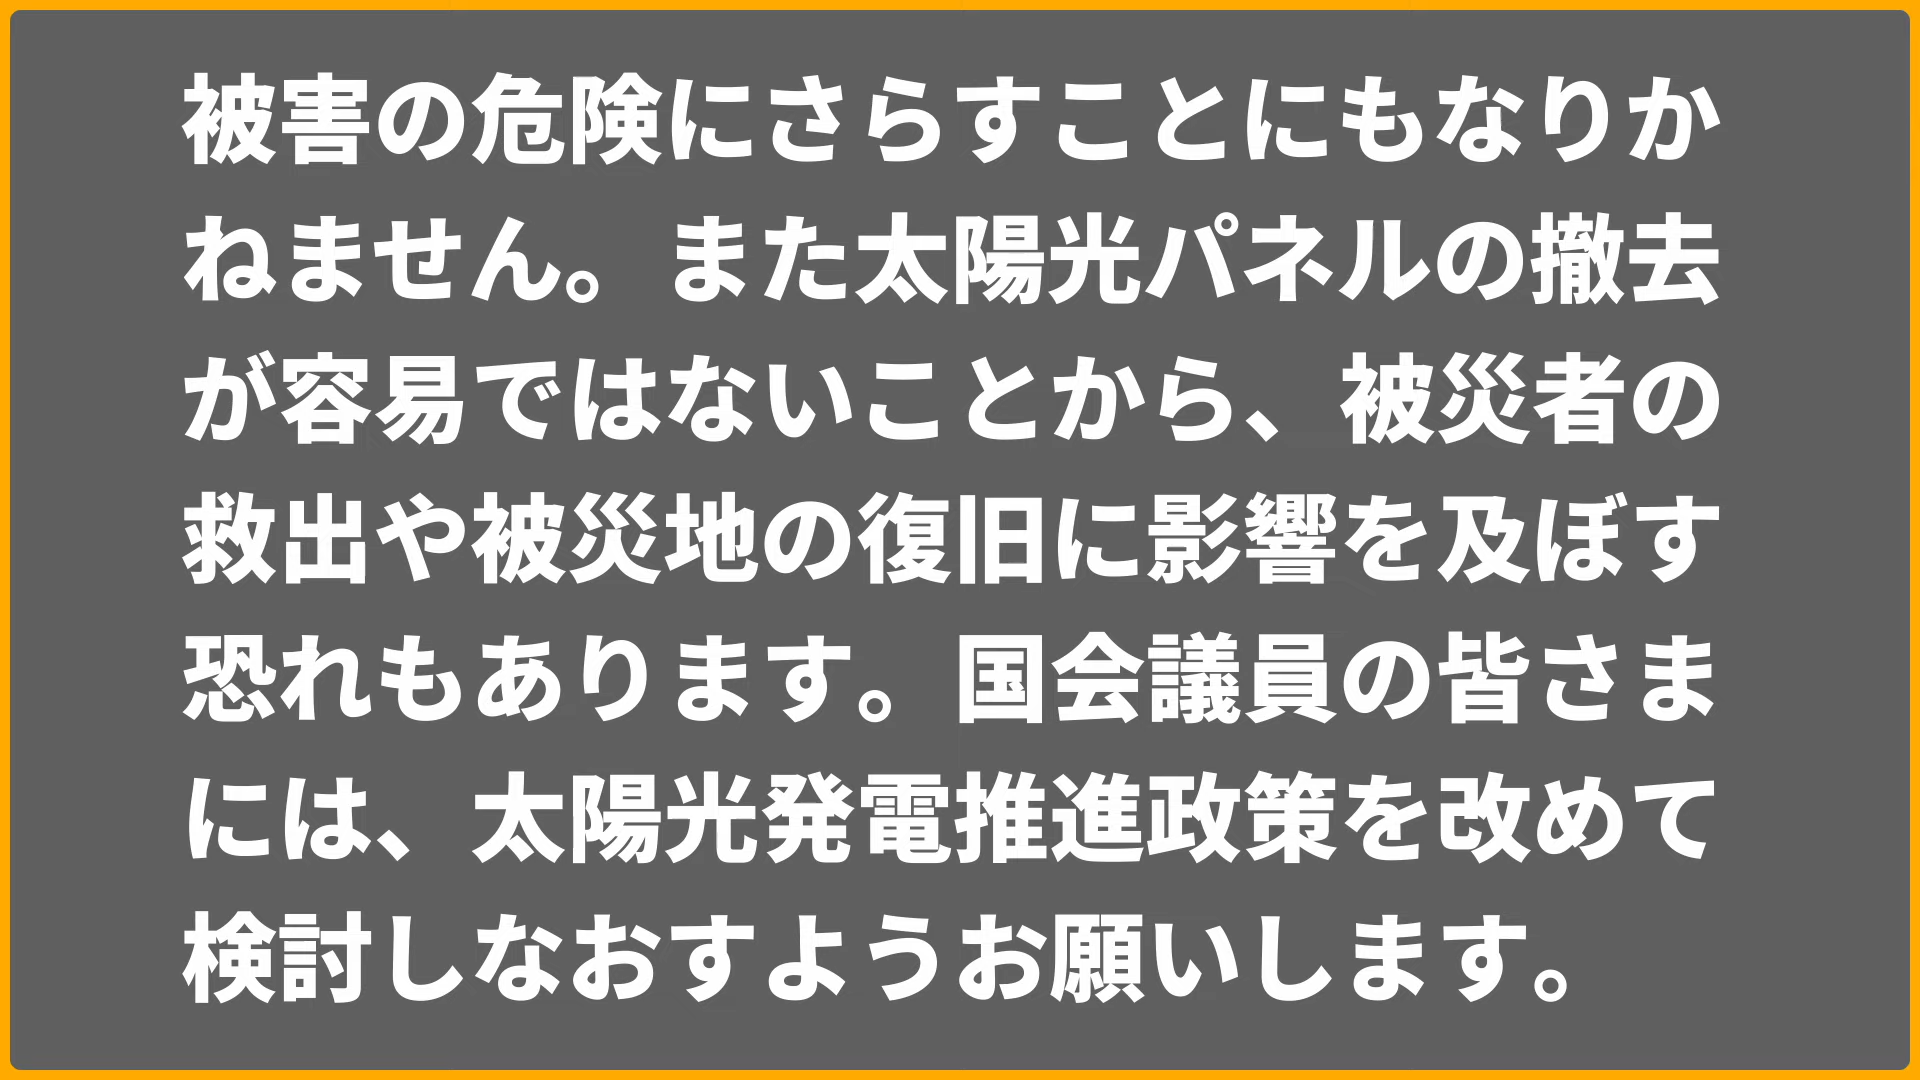 被害の危険にさらすことにもなりか
ねません。また太陽光パネルの撤去
が容易ではないことから、被災者の
救出や被災地の復旧に影響を及ぼす
恐れもあります。国会議員の皆さま
には、太陽光発電推進政策を改めて
検討しなおすようお願いします。